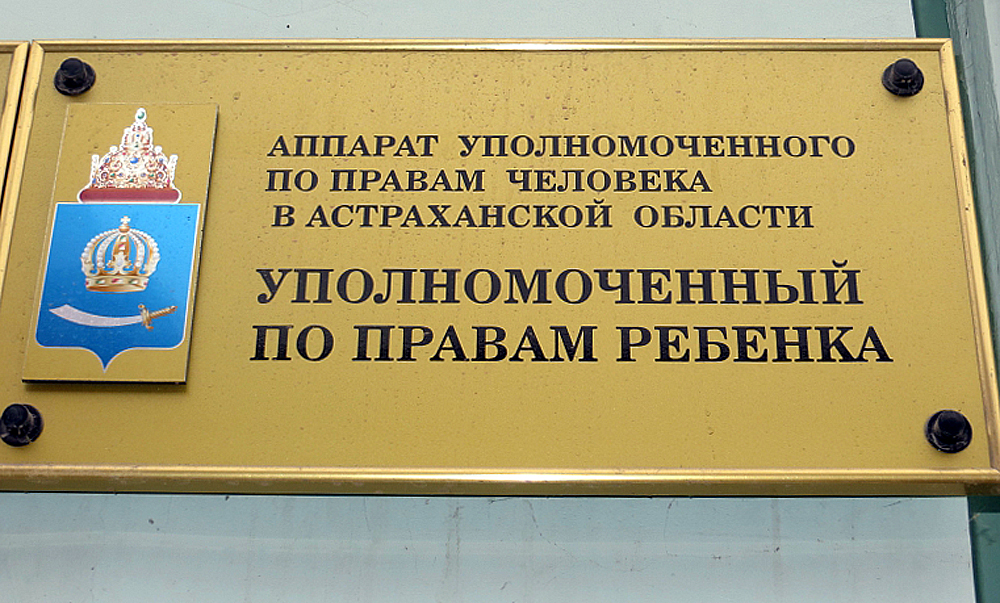 АППАРАТ УПОЛНОМОЧЕННОГО
ПО ПРАВАМ ЧЕЛОВЕКА
В АСТРАХАНСКОЙ ОБЛАСТИ
УПОЛНОМОЧЕННЫЙ
ПО ПРАВАМ РЕБЕНКА